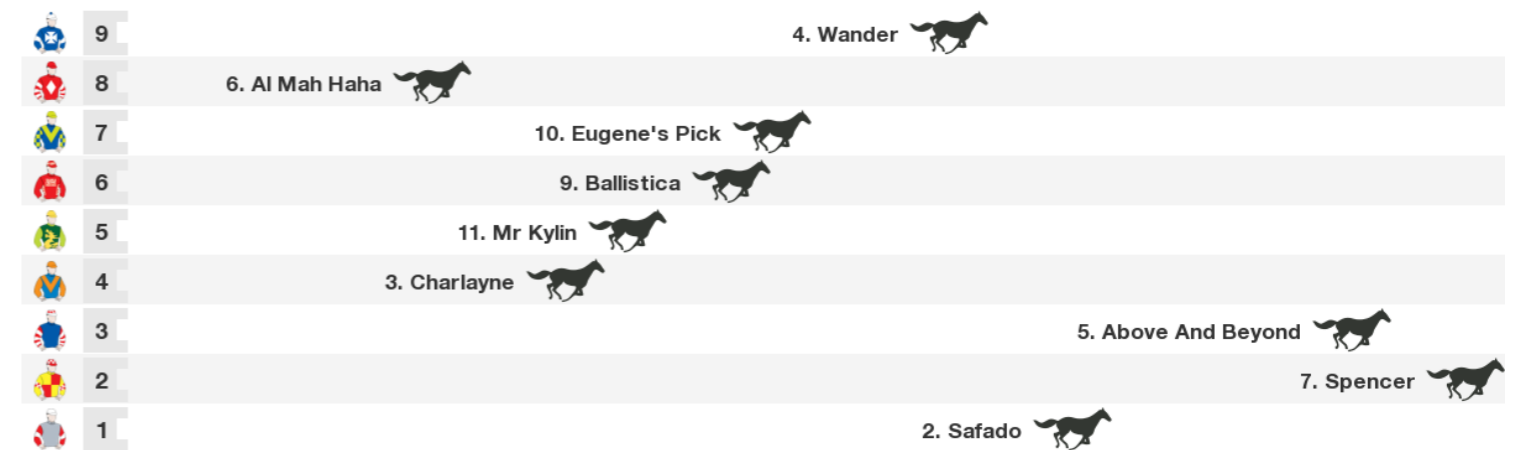 9 4. Wander
8 6. Al Mah Haha
7 10. Eugene's Pick
6 9. Ballistica
5 11. Mr Kylin
4 3. Charlayne
3 5. Above And Beyond
2 7. Spencer
1 2. Safado